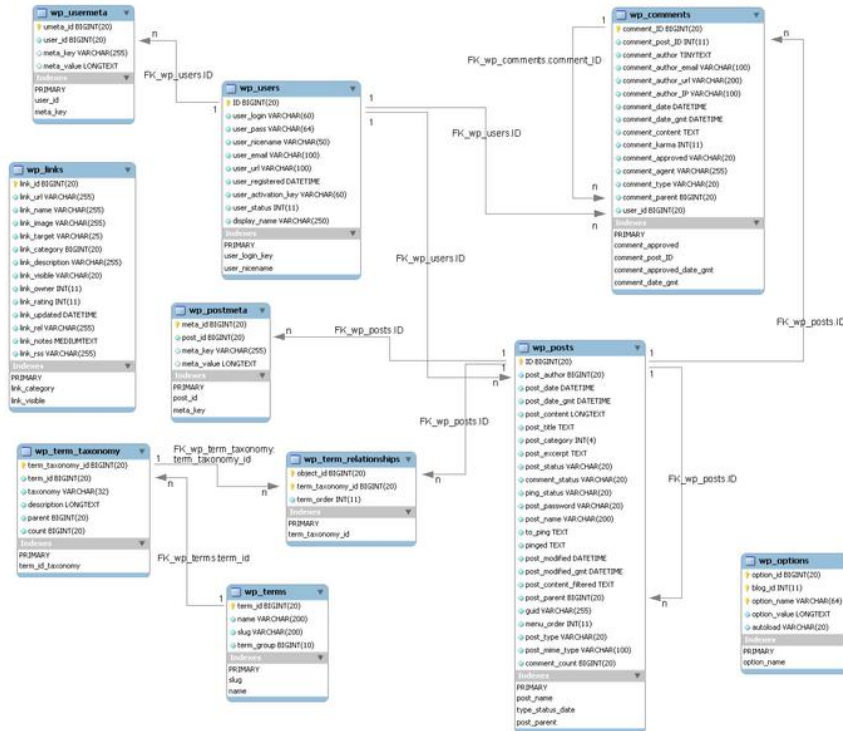 wp_usermeta
umeta_id BIGINT(20)
user_id BIGINT(20)
meta_key VARCHAR(255)
meta_value LONGTEXT
Indexes
PRIMARY
user_id
meta_key
n
FK_wp_users.ID
wp_users
ID BIGINT(20)
user_login VARCHAR(60)
user_pass VARCHAR(64)
user_nicename VARCHAR(50)
user_email VARCHAR(100)
user_url VARCHAR(100)
user_registered DATETIME
user_activation_key VARCHAR(60)
user_status INT(11)
display_name VARCHAR(250)
Indexes
PRIMARY
user_login_key
user_nicename
1
1
1
FK_wp_users.ID
FK_wp_users.ID
1
FK_wp_comments.comment_ID
n
n
n
wp_comments
comment_ID BIGINT(20)
comment_post_ID INT(11)
comment_author TINYTEXT
comment_author_email VARCHAR(100)
comment_author_url VARCHAR(200)
comment_author_IP VARCHAR(100)
comment_date DATETIME
comment_date_gmt DATETIME
comment_content TEXT
comment_karma INT(11)
comment_approved VARCHAR(20)
comment_agent VARCHAR(255)
comment_type VARCHAR(20)
comment_parent BIGINT(20)
user_id BIGINT(20)
Indexes
PRIMARY
comment_approved
comment_post_ID
comment_approved_date_gmt
comment_date_gmt
FK_wp_posts.ID
wp_links
link_id BIGINT(20)
link_url VARCHAR(255)
link_name VARCHAR(255)
link_image VARCHAR(255)
link_target VARCHAR(25)
link_category BIGINT(20)
link_description VARCHAR(255)
link_visible VARCHAR(20)
link_owner INT(11)
link_rating INT(11)
link_updated DATETIME
link_rel VARCHAR(255)
link_notes MEDIUMTEXT
link_rss VARCHAR(255)
Indexes
PRIMARY
link_category
link_visible
wp_postmeta
meta_id BIGINT(20)
post_id BIGINT(20)
meta_key VARCHAR(255)
meta_value LONGTEXT
Indexes
PRIMARY
post_id
meta_key
n
FK_wp_posts.ID
1
1
1
n
FK_wp_posts.ID
wp_posts
ID BIGINT(20)
post_author BIGINT(20)
post_date DATETIME
post_date_gmt DATETIME
post_content LONGTEXT
post_title TEXT
post_category INT(4)
post_excerpt TEXT
post_status VARCHAR(20)
comment_status VARCHAR(20)
ping_status VARCHAR(20)
post_password VARCHAR(20)
post_name VARCHAR(200)
to_ping TEXT
pinged TEXT
post_modified DATETIME
post_modified_gmt DATETIME
post_content_filtered TEXT
post_parent BIGINT(20)
guid VARCHAR(255)
menu_order INT(11)
post_type VARCHAR(20)
post_mime_type VARCHAR(100)
comment_count BIGINT(20)
Indexes
PRIMARY
post_name
type_status_date
post_parent
1
1
FK_wp_posts.ID
n
wp_term_taxonomy
term_taxonomy_id BIGINT(20)
term_id BIGINT(20)
taxonomy VARCHAR(32)
description LONGTEXT
parent BIGINT(20)
count BIGINT(20)
Indexes
PRIMARY
term_id_taxonomy
FK_wp_term_taxonomy.
term_taxonomy_id
1
n
n
wp_term_relationships
object_id BIGINT(20)
term_taxonomy_id BIGINT(20)
term_order INT(11)
Indexes
PRIMARY
term_taxonomy_id
n
FK_wp_terms.term_id
1
wp_terms
term_id BIGINT(20)
name VARCHAR(200)
slug VARCHAR(200)
term_group BIGINT(10)
Indexes
PRIMARY
slug
name
wp_options
option_id BIGINT(20)
blog_id INT(11)
option_name VARCHAR(64)
option_value LONGTEXT
autoload VARCHAR(20)
Indexes
PRIMARY
option_name